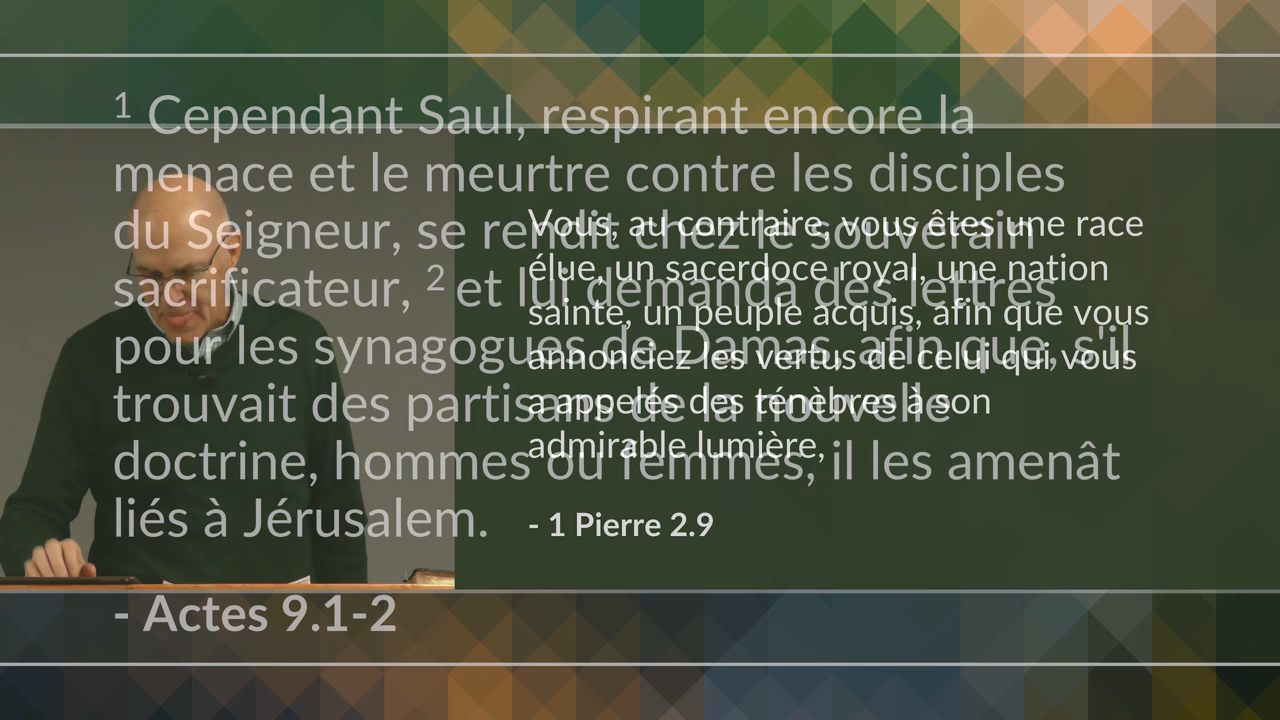 1 Cependant Saul, respirant encore la
menace et le meurtre contre les disciples
du Seigneur, se rendit chez le souverain
sacrificateur, 2 et lui demanda des lettres
pour les synagogues de Damas, afin que, s'il
trouvait des partisans de la nouvelle
doctrine, hommes ou femmes, il les amenât
liés à Jérusalem.
- Actes 9.1-2
Vous, au contraire, vous êtes une race
élue, un sacerdoce royal, une nation
sainte, un peuple acquis, afin que vous
annonciez les vertus de celui qui vous
a appelés des ténèbres à son
admirable lumière,
- 1 Pierre 2.9